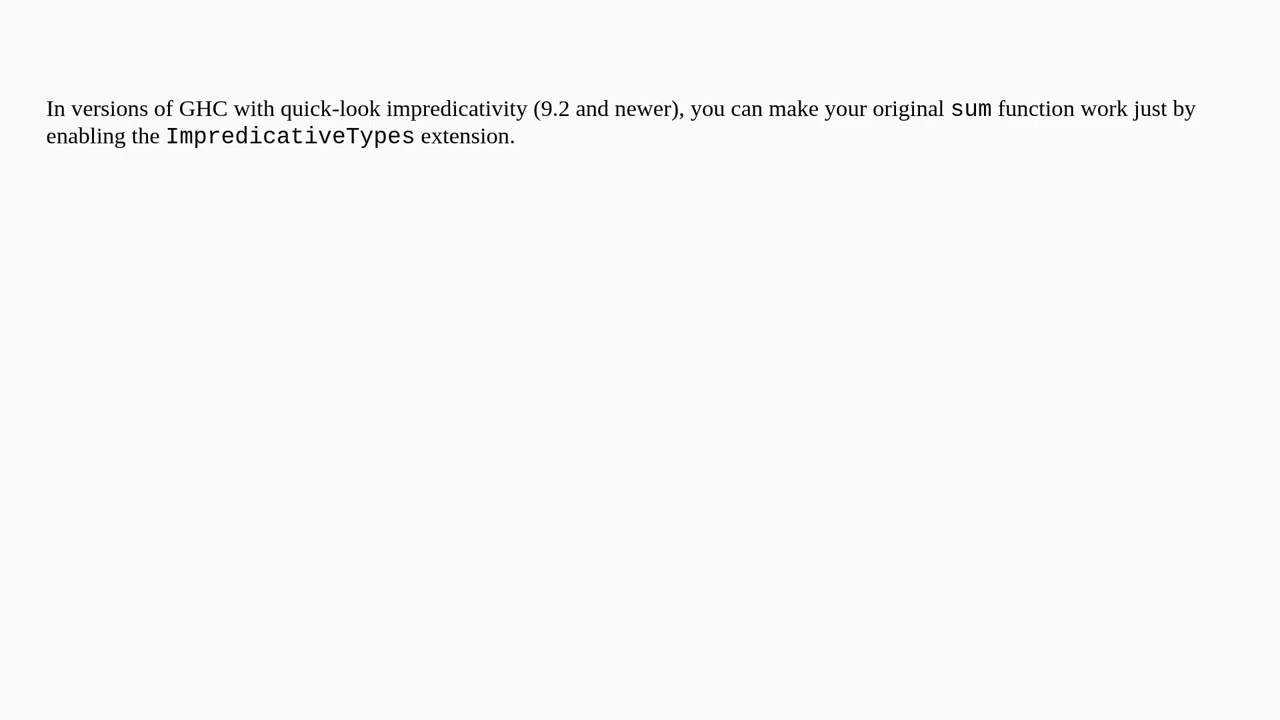 In versions of GHC with quick-look impredicativity (9.2 and newer), you can make your original sum function work just by
enabling the ImpredicativeTypes extension.